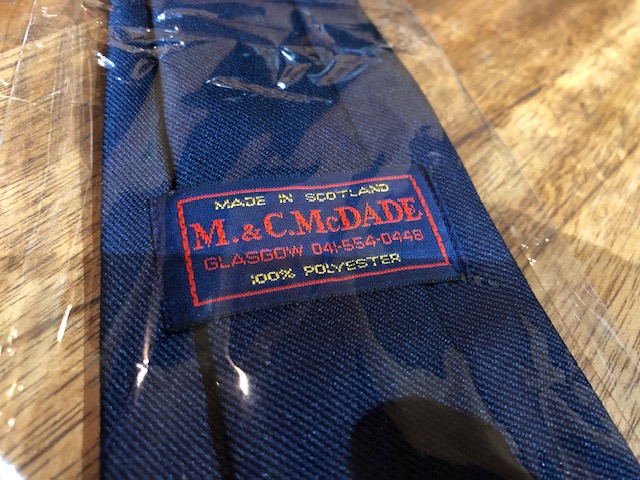 MADE IN SCOTLAND
M. & C. McDADE
GLASGOW 041-554-0448
100% POLYESTER